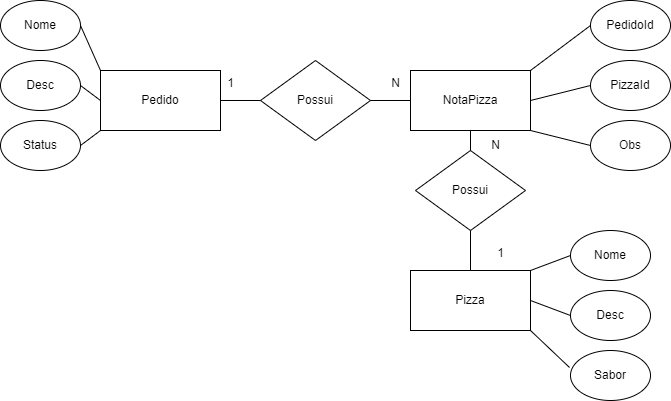 Nome
PedidoId
Desc
Pedido
1
Possui
N
NotaPizza
PizzaId
Status
N
Obs
Possui
1
Nome
Pizza
Desc
Sabor